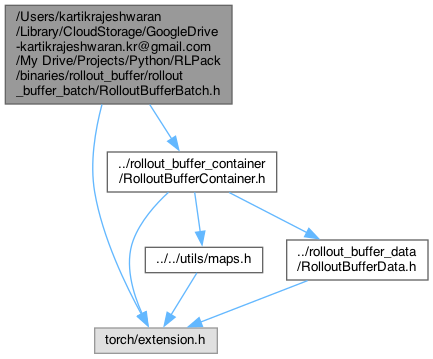 /Users/kartikrajeshwaran
/Library/CloudStorage/GoogleDrive
-kartikrajeshwaran.kr@gmail.com
/My Drive/Projects/Python/RLPack
/binaries/rollout_buffer/rollout
_buffer_batch/RolloutBufferBatch.h
../rollout_buffer_container
/RolloutBufferContainer.h
../../utils/maps.h
../rollout_buffer_data
/RolloutBufferData.h
torch/extension.h